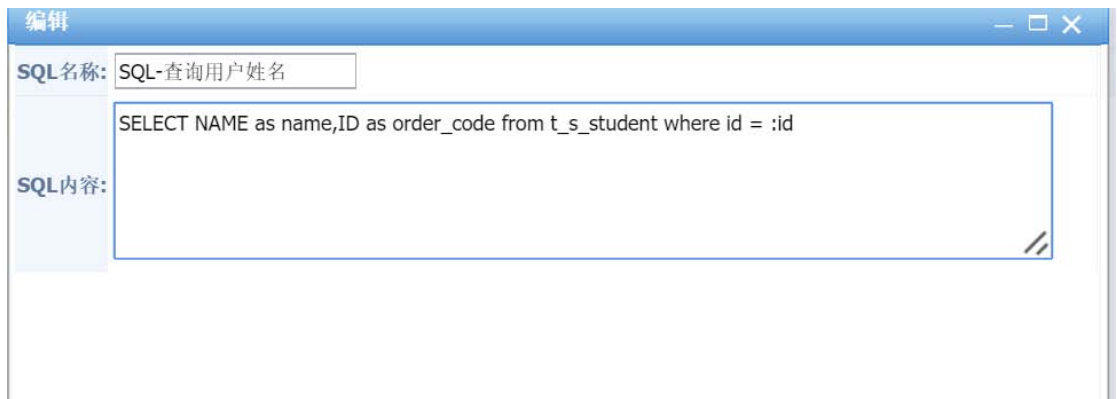 编辑
SQL名称: SQL-查询用户姓名
SQL内容: SELECT NAME as name,ID as order_code from t_s_student where id = :id